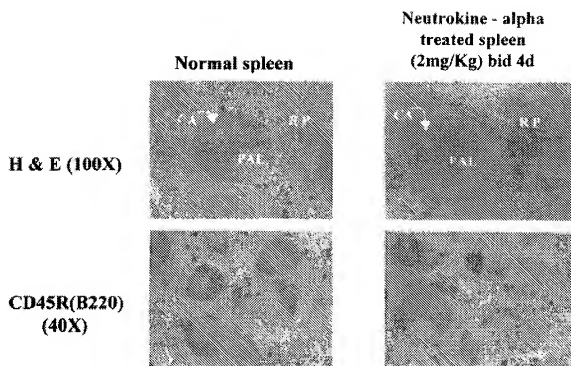 Neutrokine - alpha
treated spleen
(2mg/Kg) bid 4d
Normal spleen
H & E (100X)
CA
RP
PAL
CA
RP
PAL
CD45R(B220)
(40X)